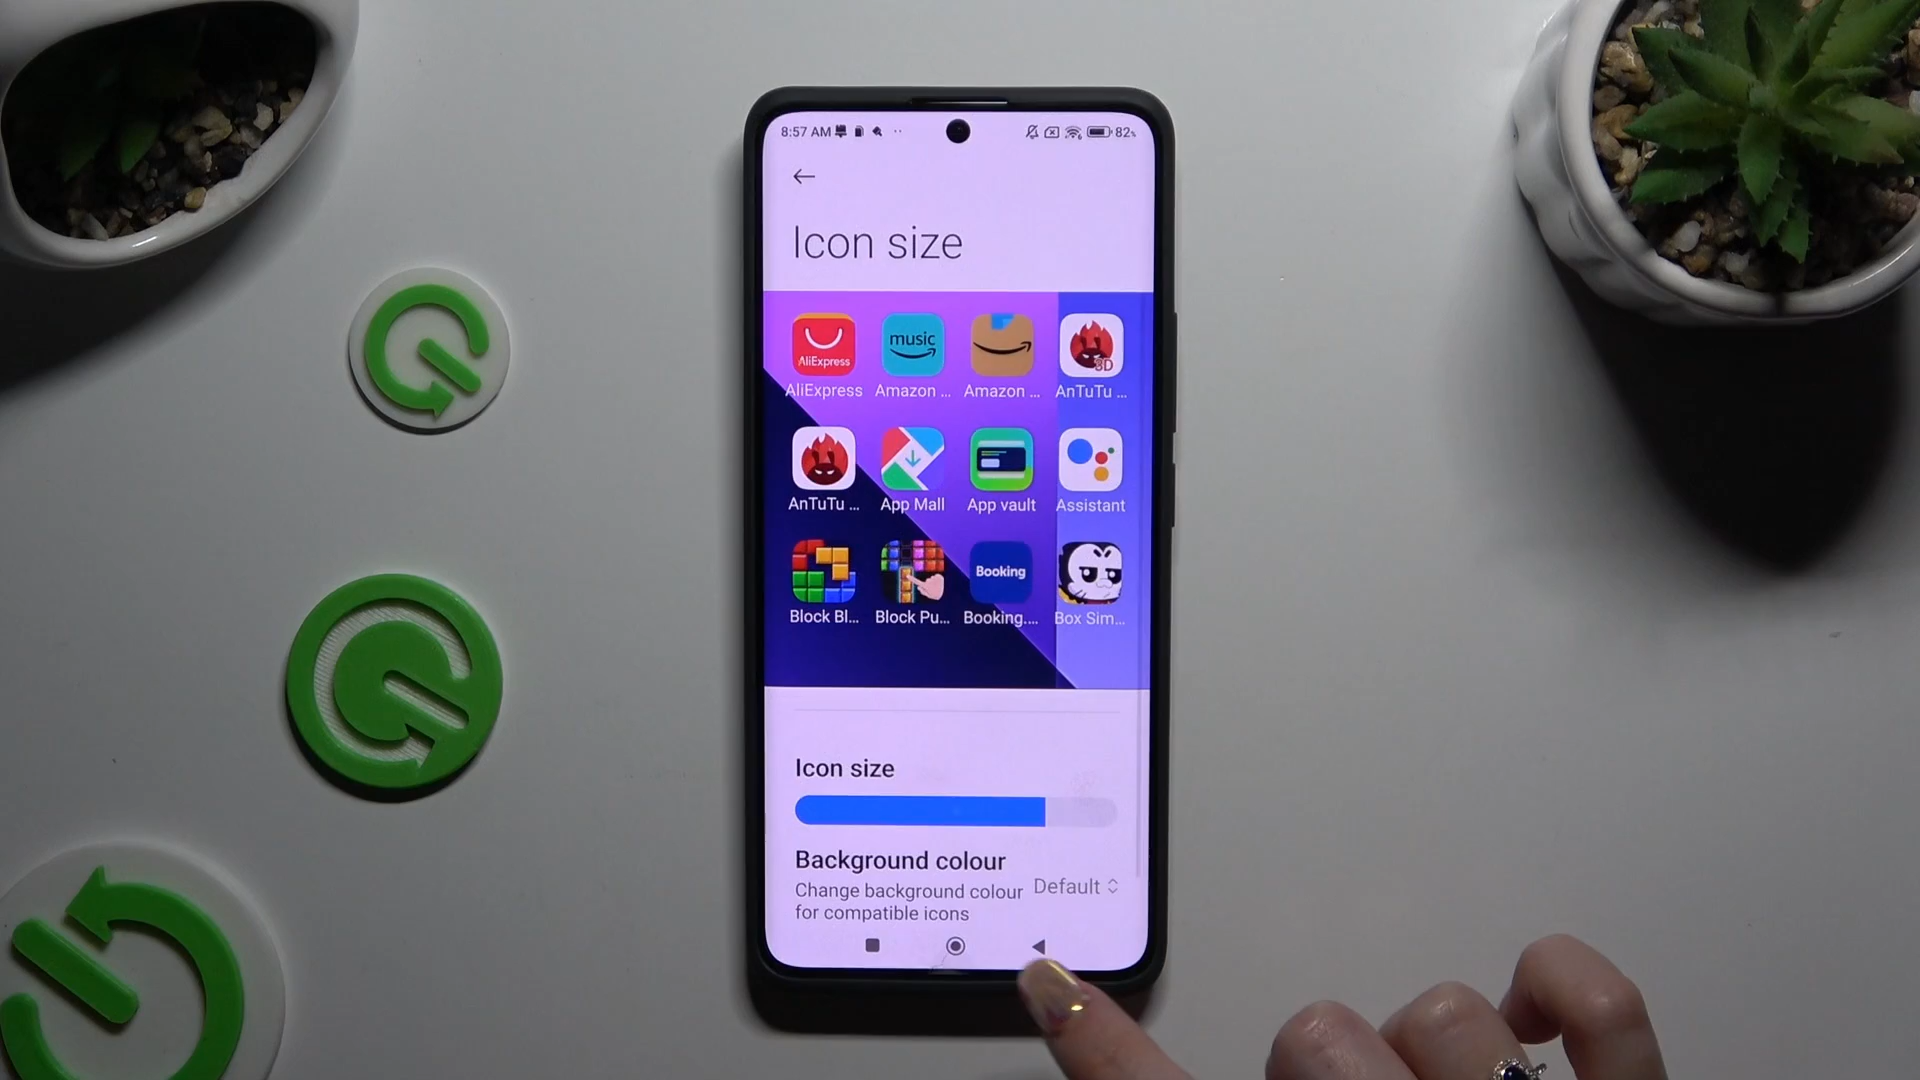 8:57 AM
82%
Icon size
AliExpress
music
3D
AliExpress
Amazon ...
Amazon ...
AnTuTu ...
AnTuTu ...
App Mall
App vault
Assistant
Booking
Block Bl...
Block Pu...
Booking....
Box Sim...
Icon size
Background colour
Change background colour
for compatible icons
Default